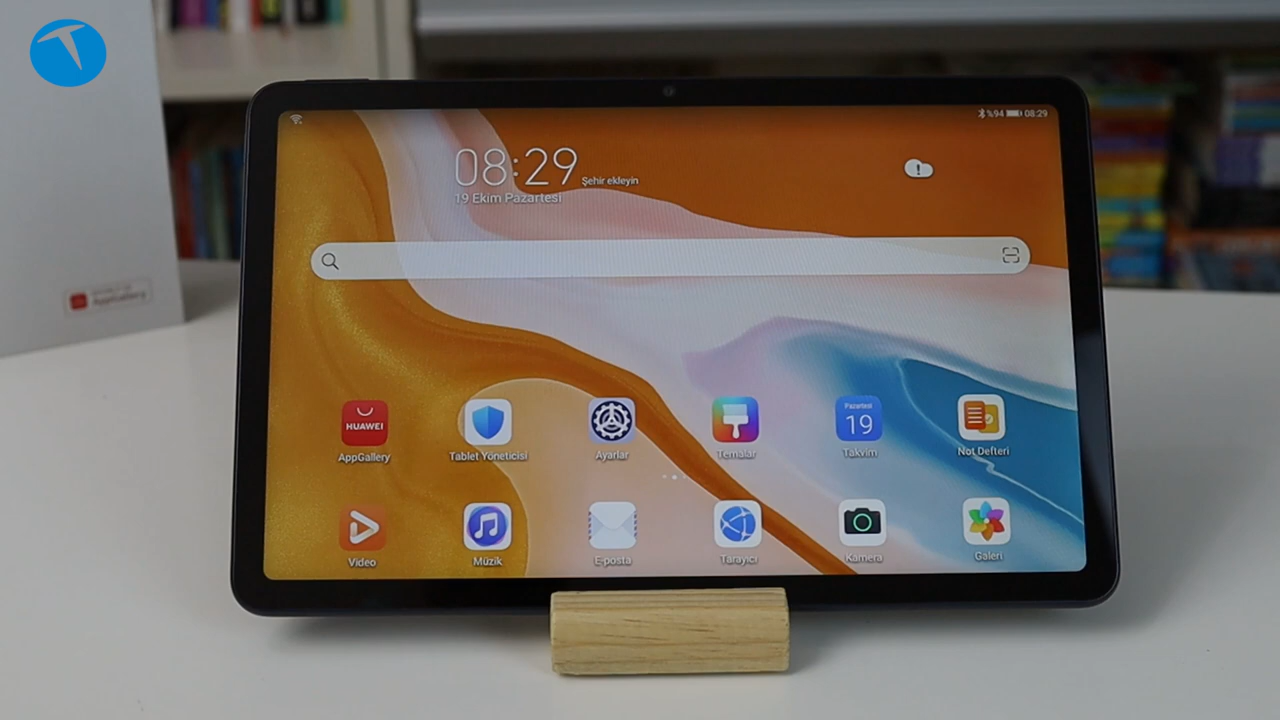 %94 08:29
08:29 Şehir ekleyin
19 Ekim Pazartesi
HUAWEI
Pazartesi
19
AppGallery
Tablet Yöneticisi
Ayarlar
Temalar
Takvim
Not Defteri
Video
Müzik
E-posta
Tarayıcı
Kamera
Galeri
AppGallery